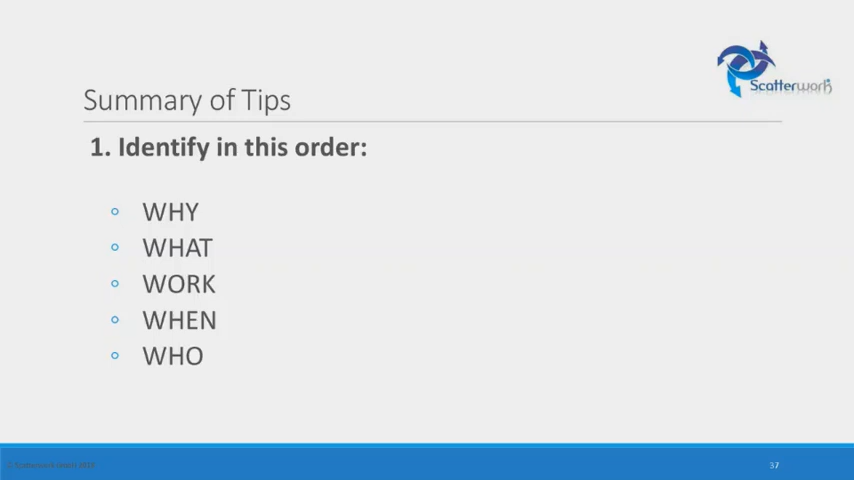 Scatterwork
Summary of Tips
1. Identify in this order:
WHY
WHAT
WORK
WHEN
WHO
37